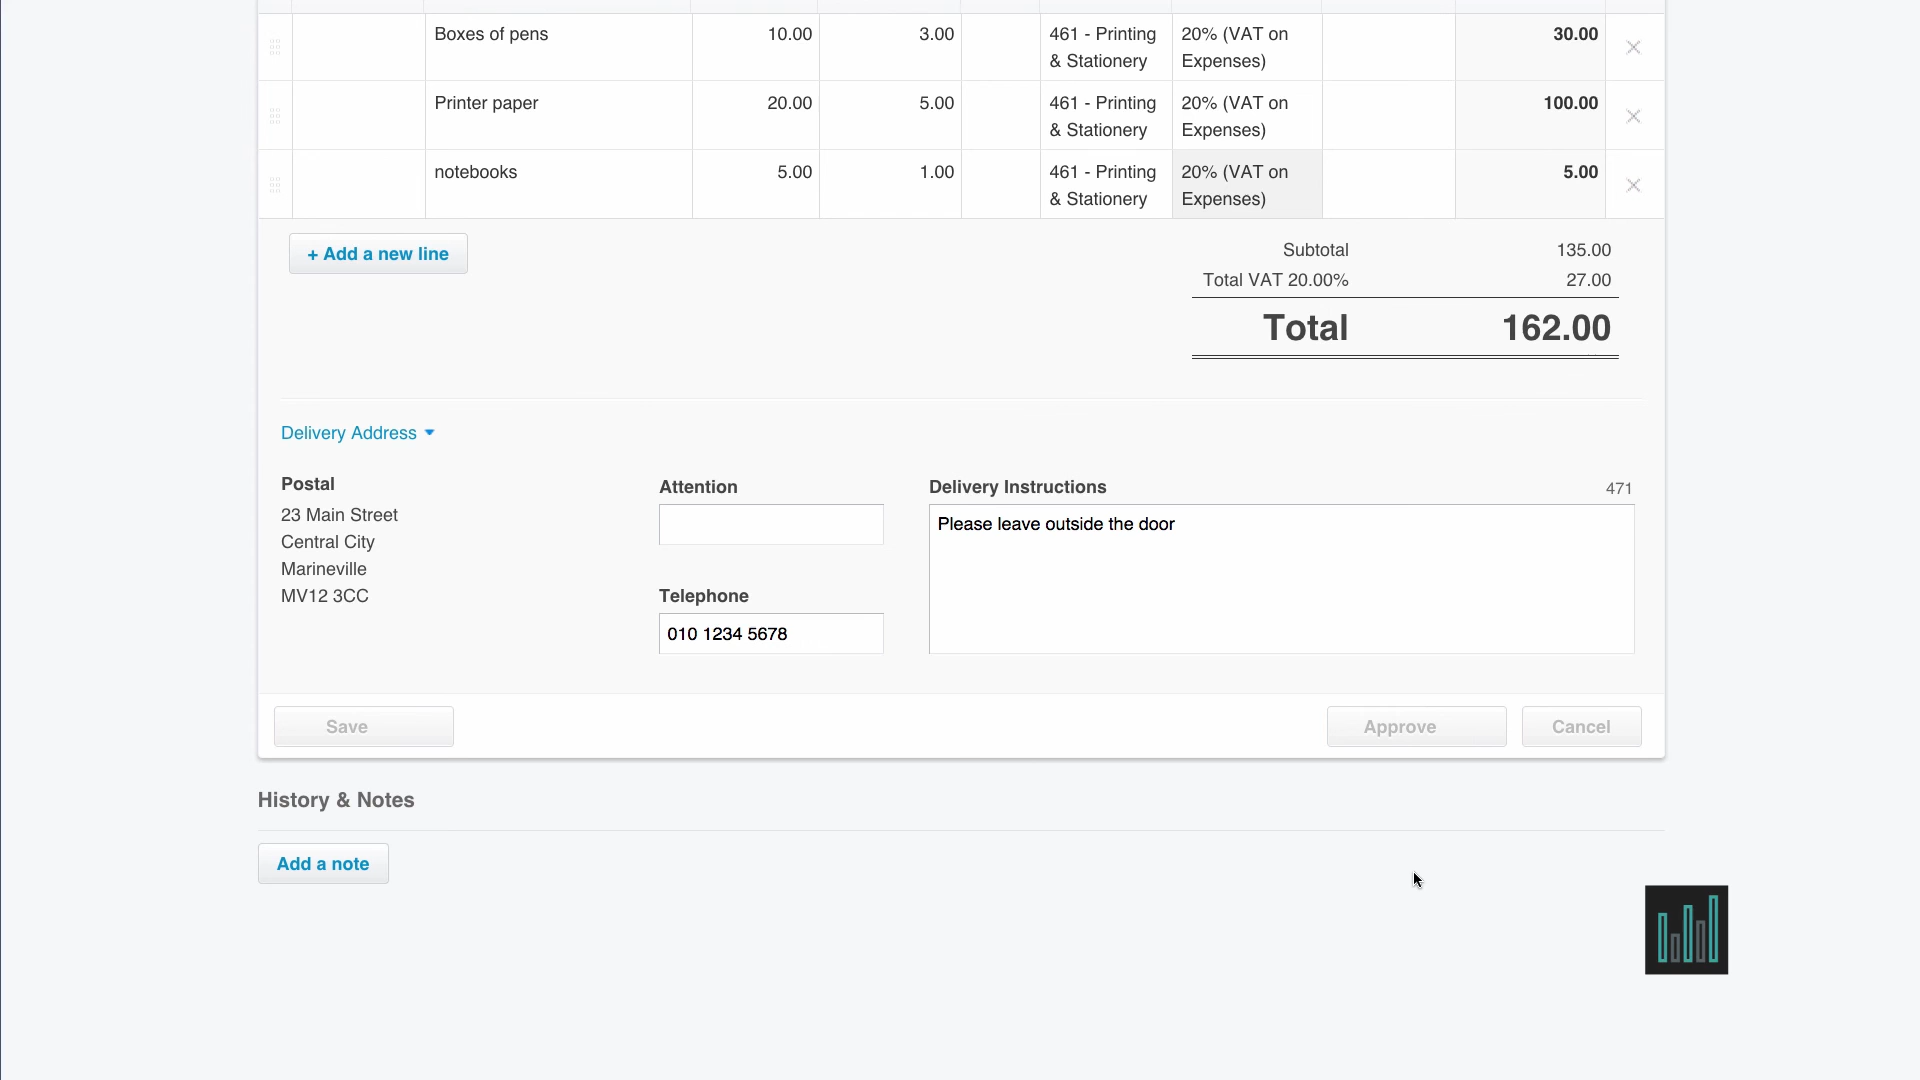 Boxes of pens 10.00 3.00 461 - Printing 20% (VAT on 30.00
& Stationery Expenses)
Printer paper 20.00 5.00 461 - Printing 20% (VAT on 100.00
& Stationery Expenses)
notebooks 5.00 1.00 461 - Printing 20% (VAT on 5.00
& Stationery Expenses)
+ Add a new line
Subtotal 135.00
Total VAT 20.00% 27.00
Total 162.00
Delivery Address
Postal
23 Main Street
Central City
Marineville
MV12 3CC
Attention
Telephone
010 1234 5678
Delivery Instructions 471
Please leave outside the door
Save Approve Cancel
History & Notes
Add a note